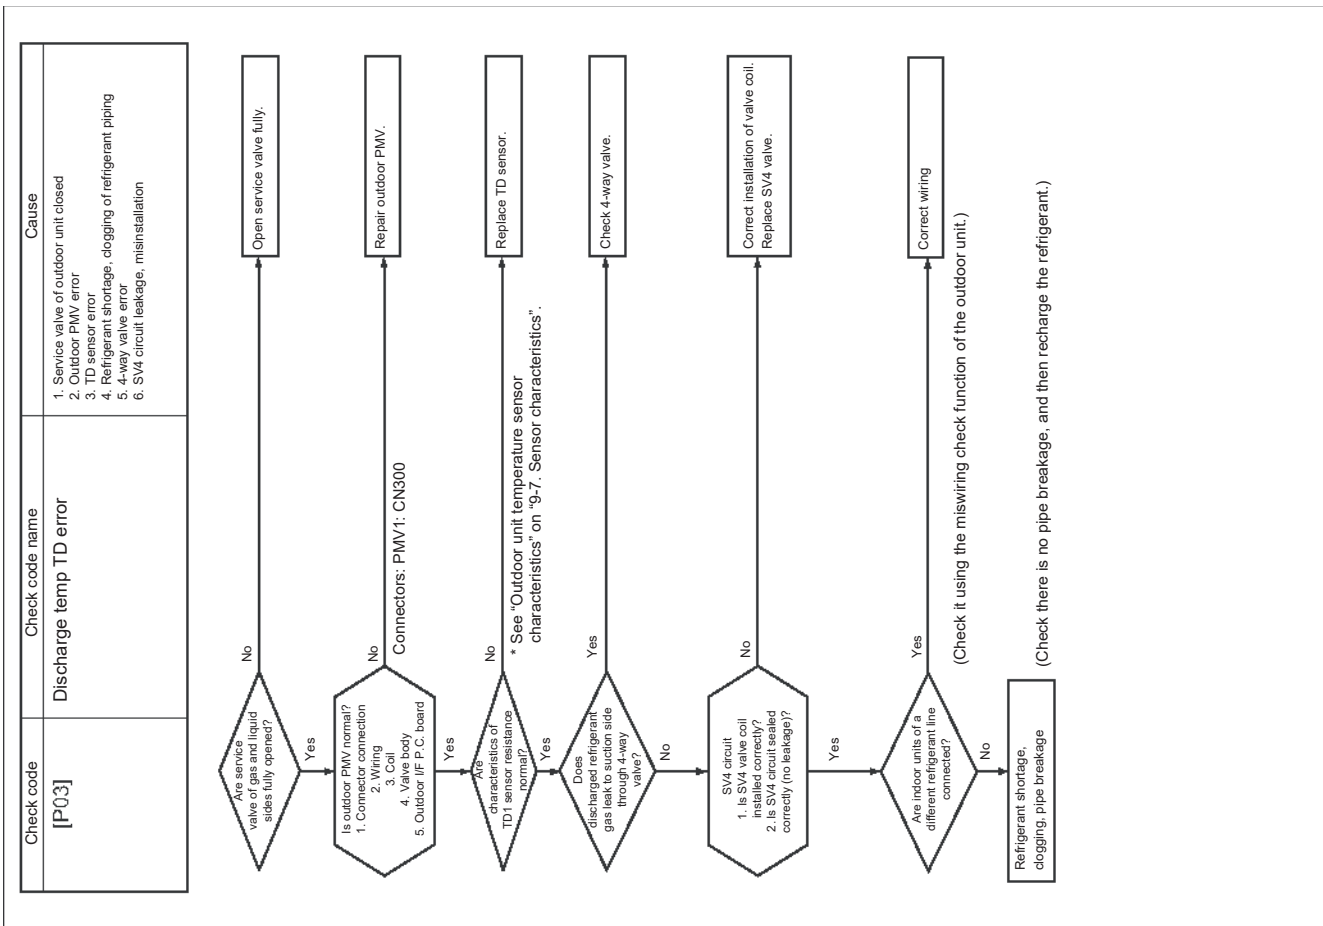 Check code
Check code name
Cause
[P03]
Discharge temp TD error
1. Service valve of outdoor unit closed
2. Outdoor PMV error
3. TD sensor error
4. Refrigerant shortage, clogging of refrigerant piping
5. 4-way valve error
6. SV4 circuit leakage, misinstallation
Are service
valve of gas and liquid
sides fully opened?
No
Open service valve fully.
Yes
Is outdoor PMV normal?
1. Connector connection
2. Wiring
3. Coil
4. Valve body
5. Outdoor I/F P.C. board
No
Repair outdoor PMV.
Connectors: PMV1: CN300
Yes
Are
characteristics of
TD1 sensor resistance
normal?
No
Replace TD sensor.
* See “Outdoor unit temperature sensor
characteristics” on “9-7. Sensor characteristics”.
Yes
Does
discharged refrigerant
gas leak to suction side
through 4-way
valve?
Yes
Check 4-way valve.
No
SV4 circuit
1. Is SV4 valve coil
installed correctly?
2. Is SV4 circuit sealed
correctly (no leakage)?
No
Correct installation of valve coil.
Replace SV4 valve.
Yes
Are indoor units of a
different refrigerant line
connected?
Yes
Correct wiring
(Check it using the miswiring check function of the outdoor unit.)
No
Refrigerant shortage,
clogging, pipe breakage
(Check there is no pipe breakage, and then recharge the refrigerant.)